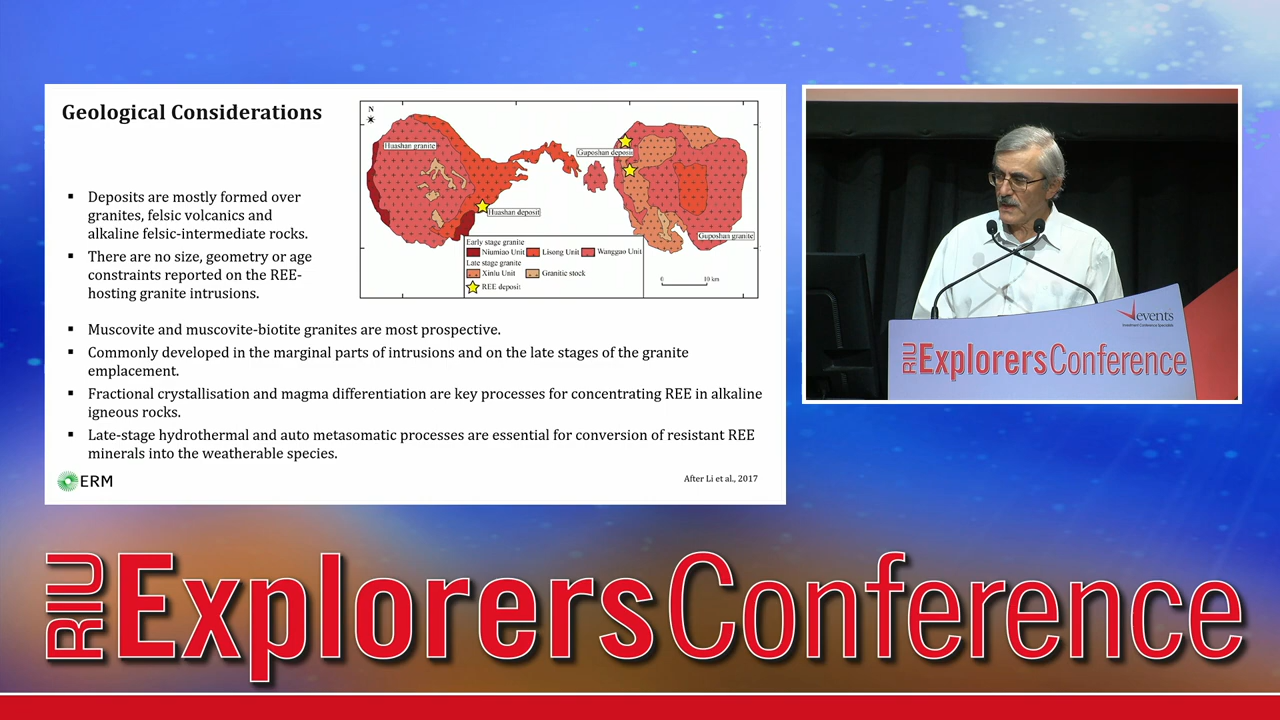 Geological Considerations
▪ Deposits are mostly formed over
granites, felsic volcanics and
alkaline felsic-intermediate rocks.
▪ There are no size, geometry or age
constraints reported on the REE-
hosting granite intrusions.
N
Huashan granite
Guposhan deposit
Huashan deposit
Guposhan granite
Early stage granite
Niumiao Unit
Lisong Unit
Wanggao Unit
Late stage granite
Xinlu Unit
Granitic stock
REE deposit
0
10 km
▪ Muscovite and muscovite-biotite granites are most prospective.
▪ Commonly developed in the marginal parts of intrusions and on the late stages of the granite
emplacement.
▪ Fractional crystallisation and magma differentiation are key processes for concentrating REE in alkaline
igneous rocks.
▪ Late-stage hydrothermal and auto metasomatic processes are essential for conversion of resistant REE
minerals into the weatherable species.
ERM
After Li et al., 2017
events
Investment Conference Specialists
RIU ExplorersConference
RIU ExplorersConference